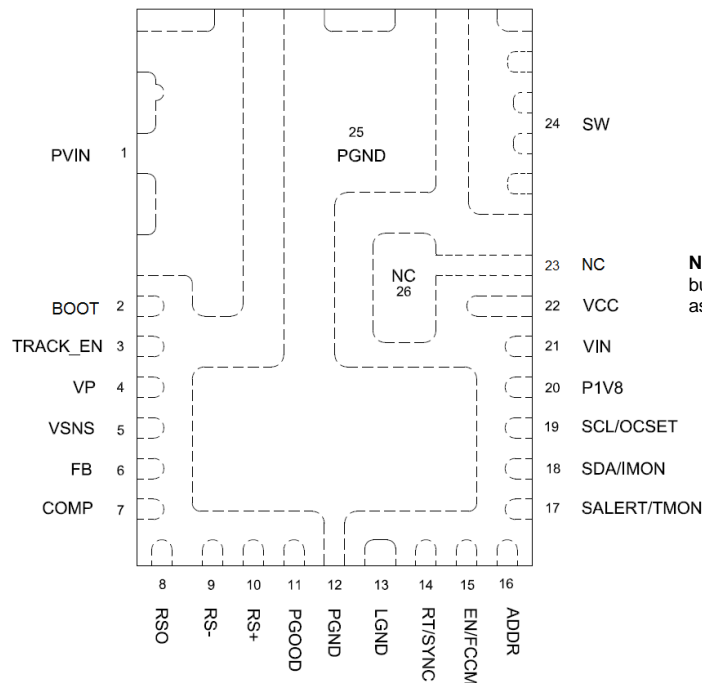 25
PGND
PVIN 1
24 SW
NC
26
23 NC
BOOT 2
22 VCC
TRACK_EN 3
21 VIN
VP 4
20 P1V8
VSNS 5
19 SCL/OCSET
FB 6
18 SDA/IMON
COMP 7
17 SALERT/TMON
8 9 10 11 12 13 14 15 16
RSO
RS-
RS+
PGOOD
PGND
LGND
RT/SYNC
EN/FCCM
ADDR